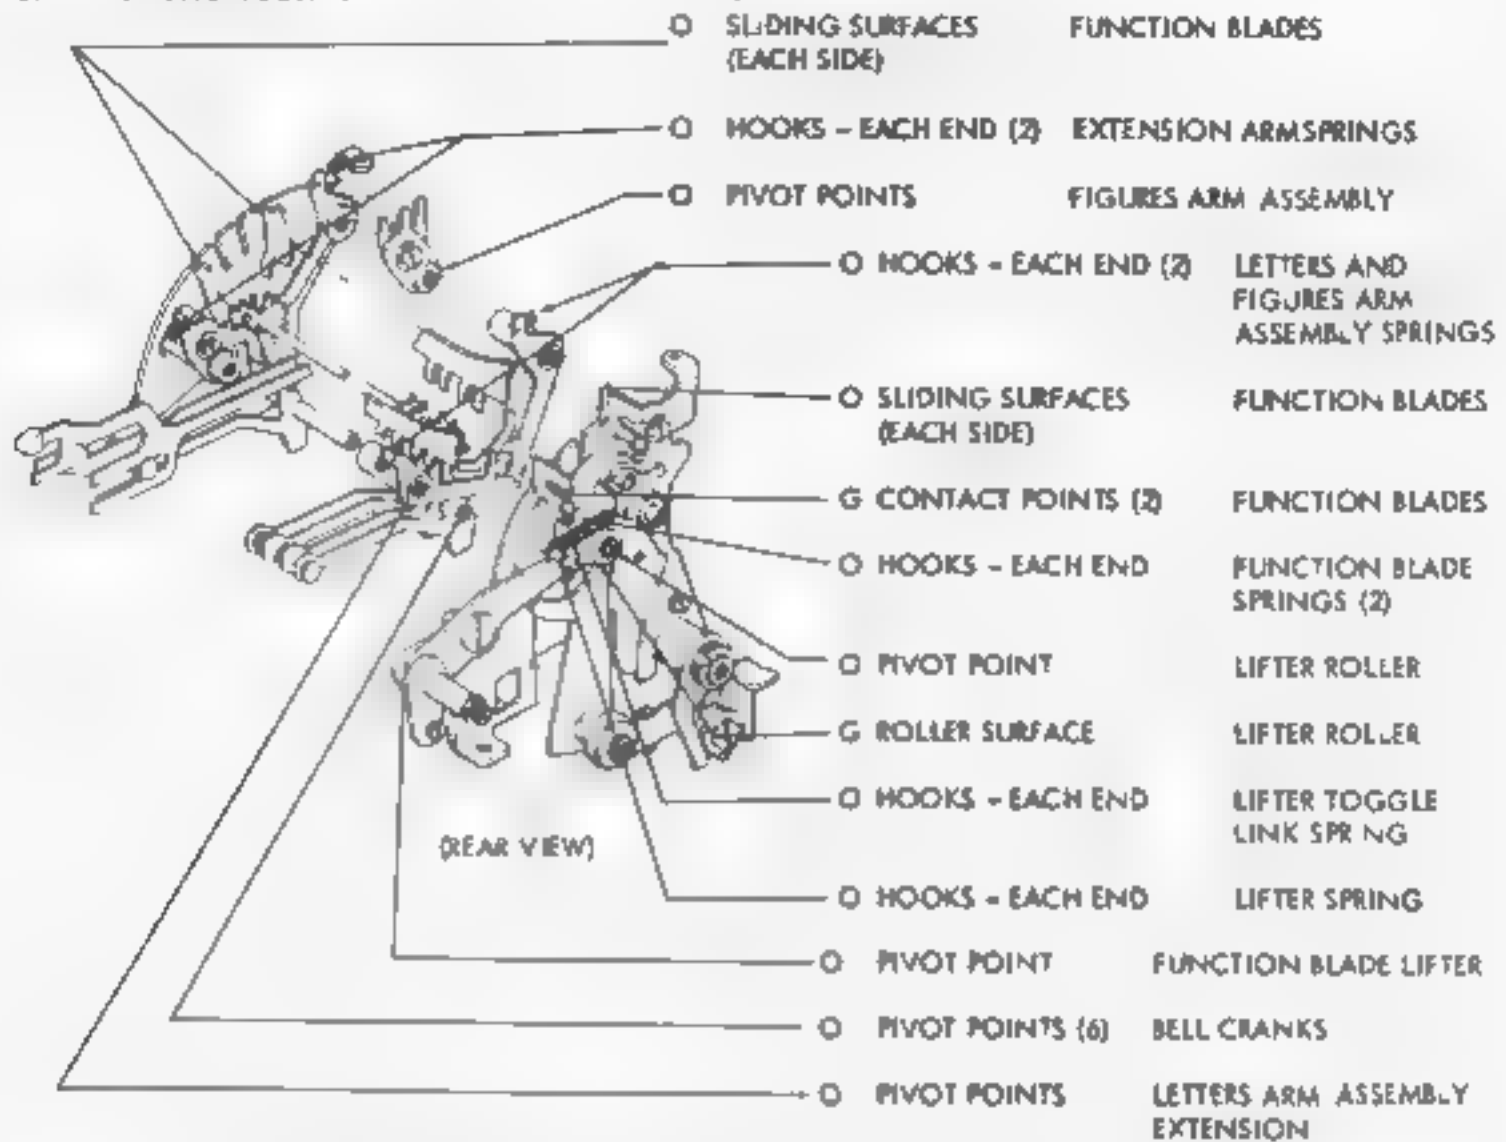 O SLIDING SURFACES FUNCTION BLADES
(EACH SIDE)
O HOOKS - EACH END (2) EXTENSION ARMSPRINGS
O PIVOT POINTS FIGURES ARM ASSEMBLY
O HOOKS - EACH END (2) LETTERS AND
FIGURES ARM
ASSEMBLY SPRINGS
O SLIDING SURFACES FUNCTION BLADES
(EACH SIDE)
G CONTACT POINTS (2) FUNCTION BLADES
O HOOKS - EACH END FUNCTION BLADE
SPRINGS (2)
O PIVOT POINT LIFTER ROLLER
G ROLLER SURFACE LIFTER ROLLER
O HOOKS - EACH END LIFTER TOGGLE
LINK SPRING
(REAR VIEW)
O HOOKS - EACH END LIFTER SPRING
O PIVOT POINT FUNCTION BLADE LIFTER
O PIVOT POINTS (6) BELL CRANKS
O PIVOT POINTS LETTERS ARM ASSEMBLY
EXTENSION